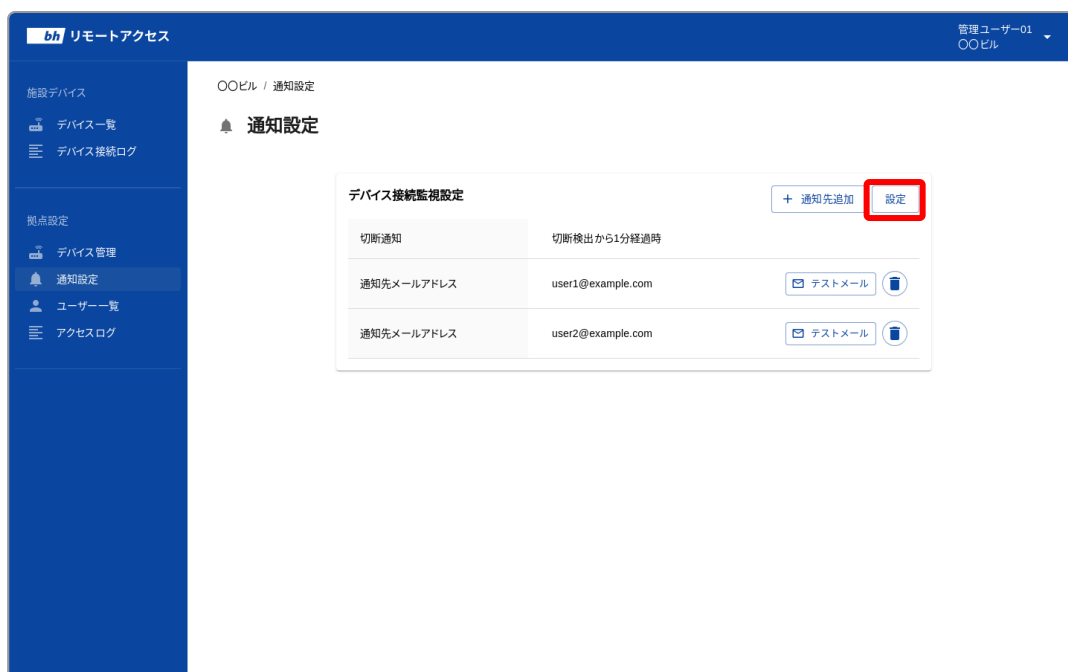 bh リモートアクセス
管理ユーザー01
〇〇ビル
施設デバイス
デバイス一覧
デバイス接続ログ
拠点設定
デバイス管理
通知設定
ユーザー一覧
アクセスログ
〇〇ビル / 通知設定
通知設定
デバイス接続監視設定
+ 通知先追加
設定
切断通知 切断検出から1分経過時
通知先メールアドレス user1@example.com テストメール
通知先メールアドレス user2@example.com テストメール